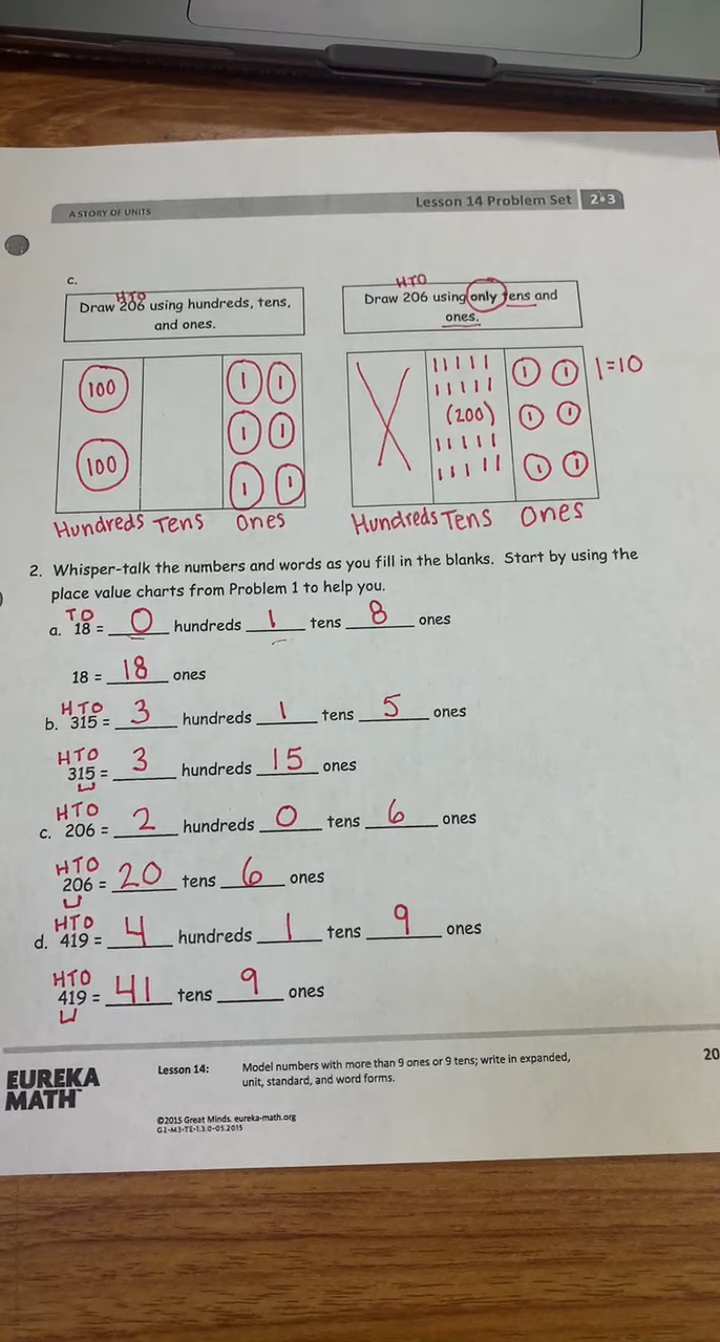 A STORY OF UNITS
Lesson 14 Problem Set 2•3
c.
HTO
Draw 206 using hundreds, tens,
and ones.
HTO
Draw 206 using only tens and
ones.
100 1 1
100 1 1
1 1
Hundreds Tens Ones
| | | | | 1 1 | = 10
| | | | |
(200) 1 1
| | | | |
| | | | | 1 1
Hundreds Tens Ones
2. Whisper-talk the numbers and words as you fill in the blanks. Start by using the
place value charts from Problem 1 to help you.
TO
a. 18 = 0 hundreds 1 tens 8 ones
18 = 18 ones
HTO
b. 315 = 3 hundreds 1 tens 5 ones
HTO
315 = 3 hundreds 15 ones
HTO
c. 206 = 2 hundreds 0 tens 6 ones
HTO
206 = 20 tens 6 ones
HTO
d. 419 = 4 hundreds 1 tens 9 ones
HTO
419 = 41 tens 9 ones
EUREKA
MATH™
Lesson 14: Model numbers with more than 9 ones or 9 tens; write in expanded,
unit, standard, and word forms.
20
©2015 Great Minds. eureka-math.org
G2-M3-TE-1.3.0-05.2015